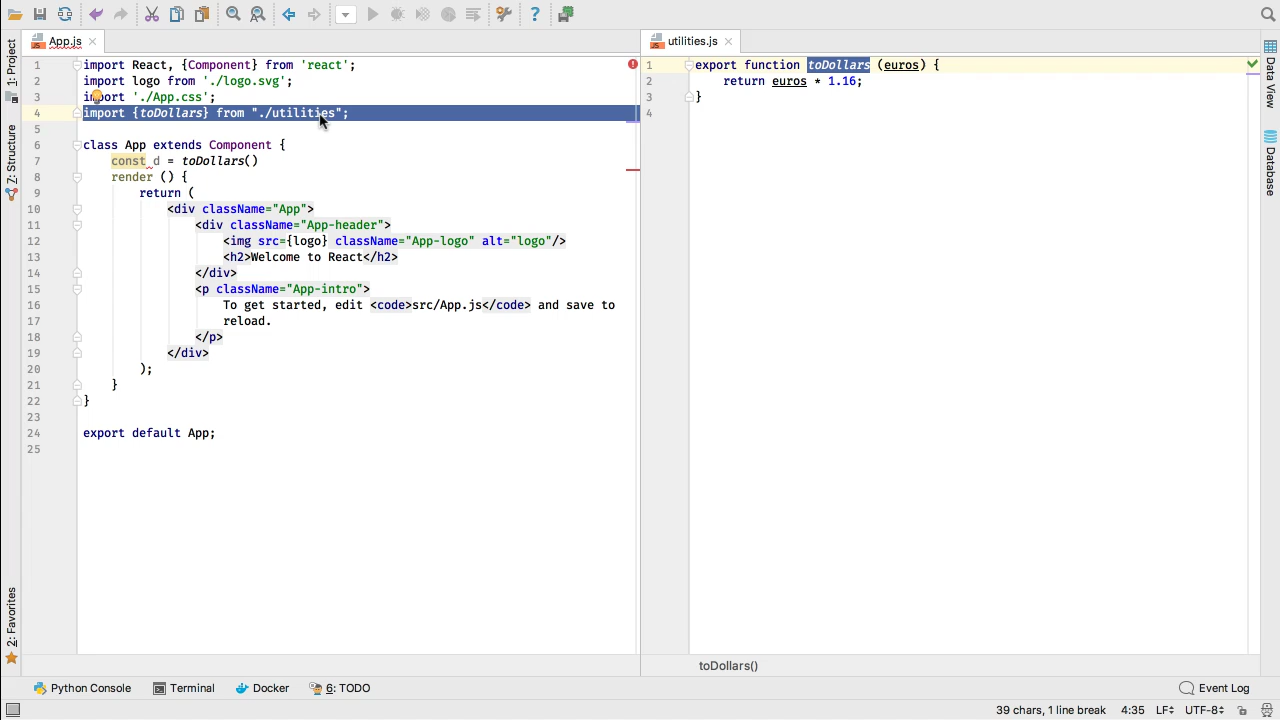 App.js
utilities.js
1: Project
Z: Structure
2: Favorites
1 import React, {Component} from 'react';
2 import logo from './logo.svg';
3 import './App.css';
4 import {toDollars} from "./utilities";
5
6 class App extends Component {
7 const d = toDollars()
8 render () {
9 return (
10 <div className="App">
11 <div className="App-header">
12 <img src={logo} className="App-logo" alt="logo"/>
13 <h2>Welcome to React</h2>
14 </div>
15 <p className="App-intro">
16 To get started, edit <code>src/App.js</code> and save to
17 reload.
18 </p>
19 </div>
20 );
21 }
22 }
23
24 export default App;
25
1 export function toDollars (euros) {
2 return euros * 1.16;
3 }
4
Data View
Database
toDollars()
Python Console
Terminal
Docker
6: TODO
Event Log
39 chars, 1 line break
4:35
LF
UTF-8